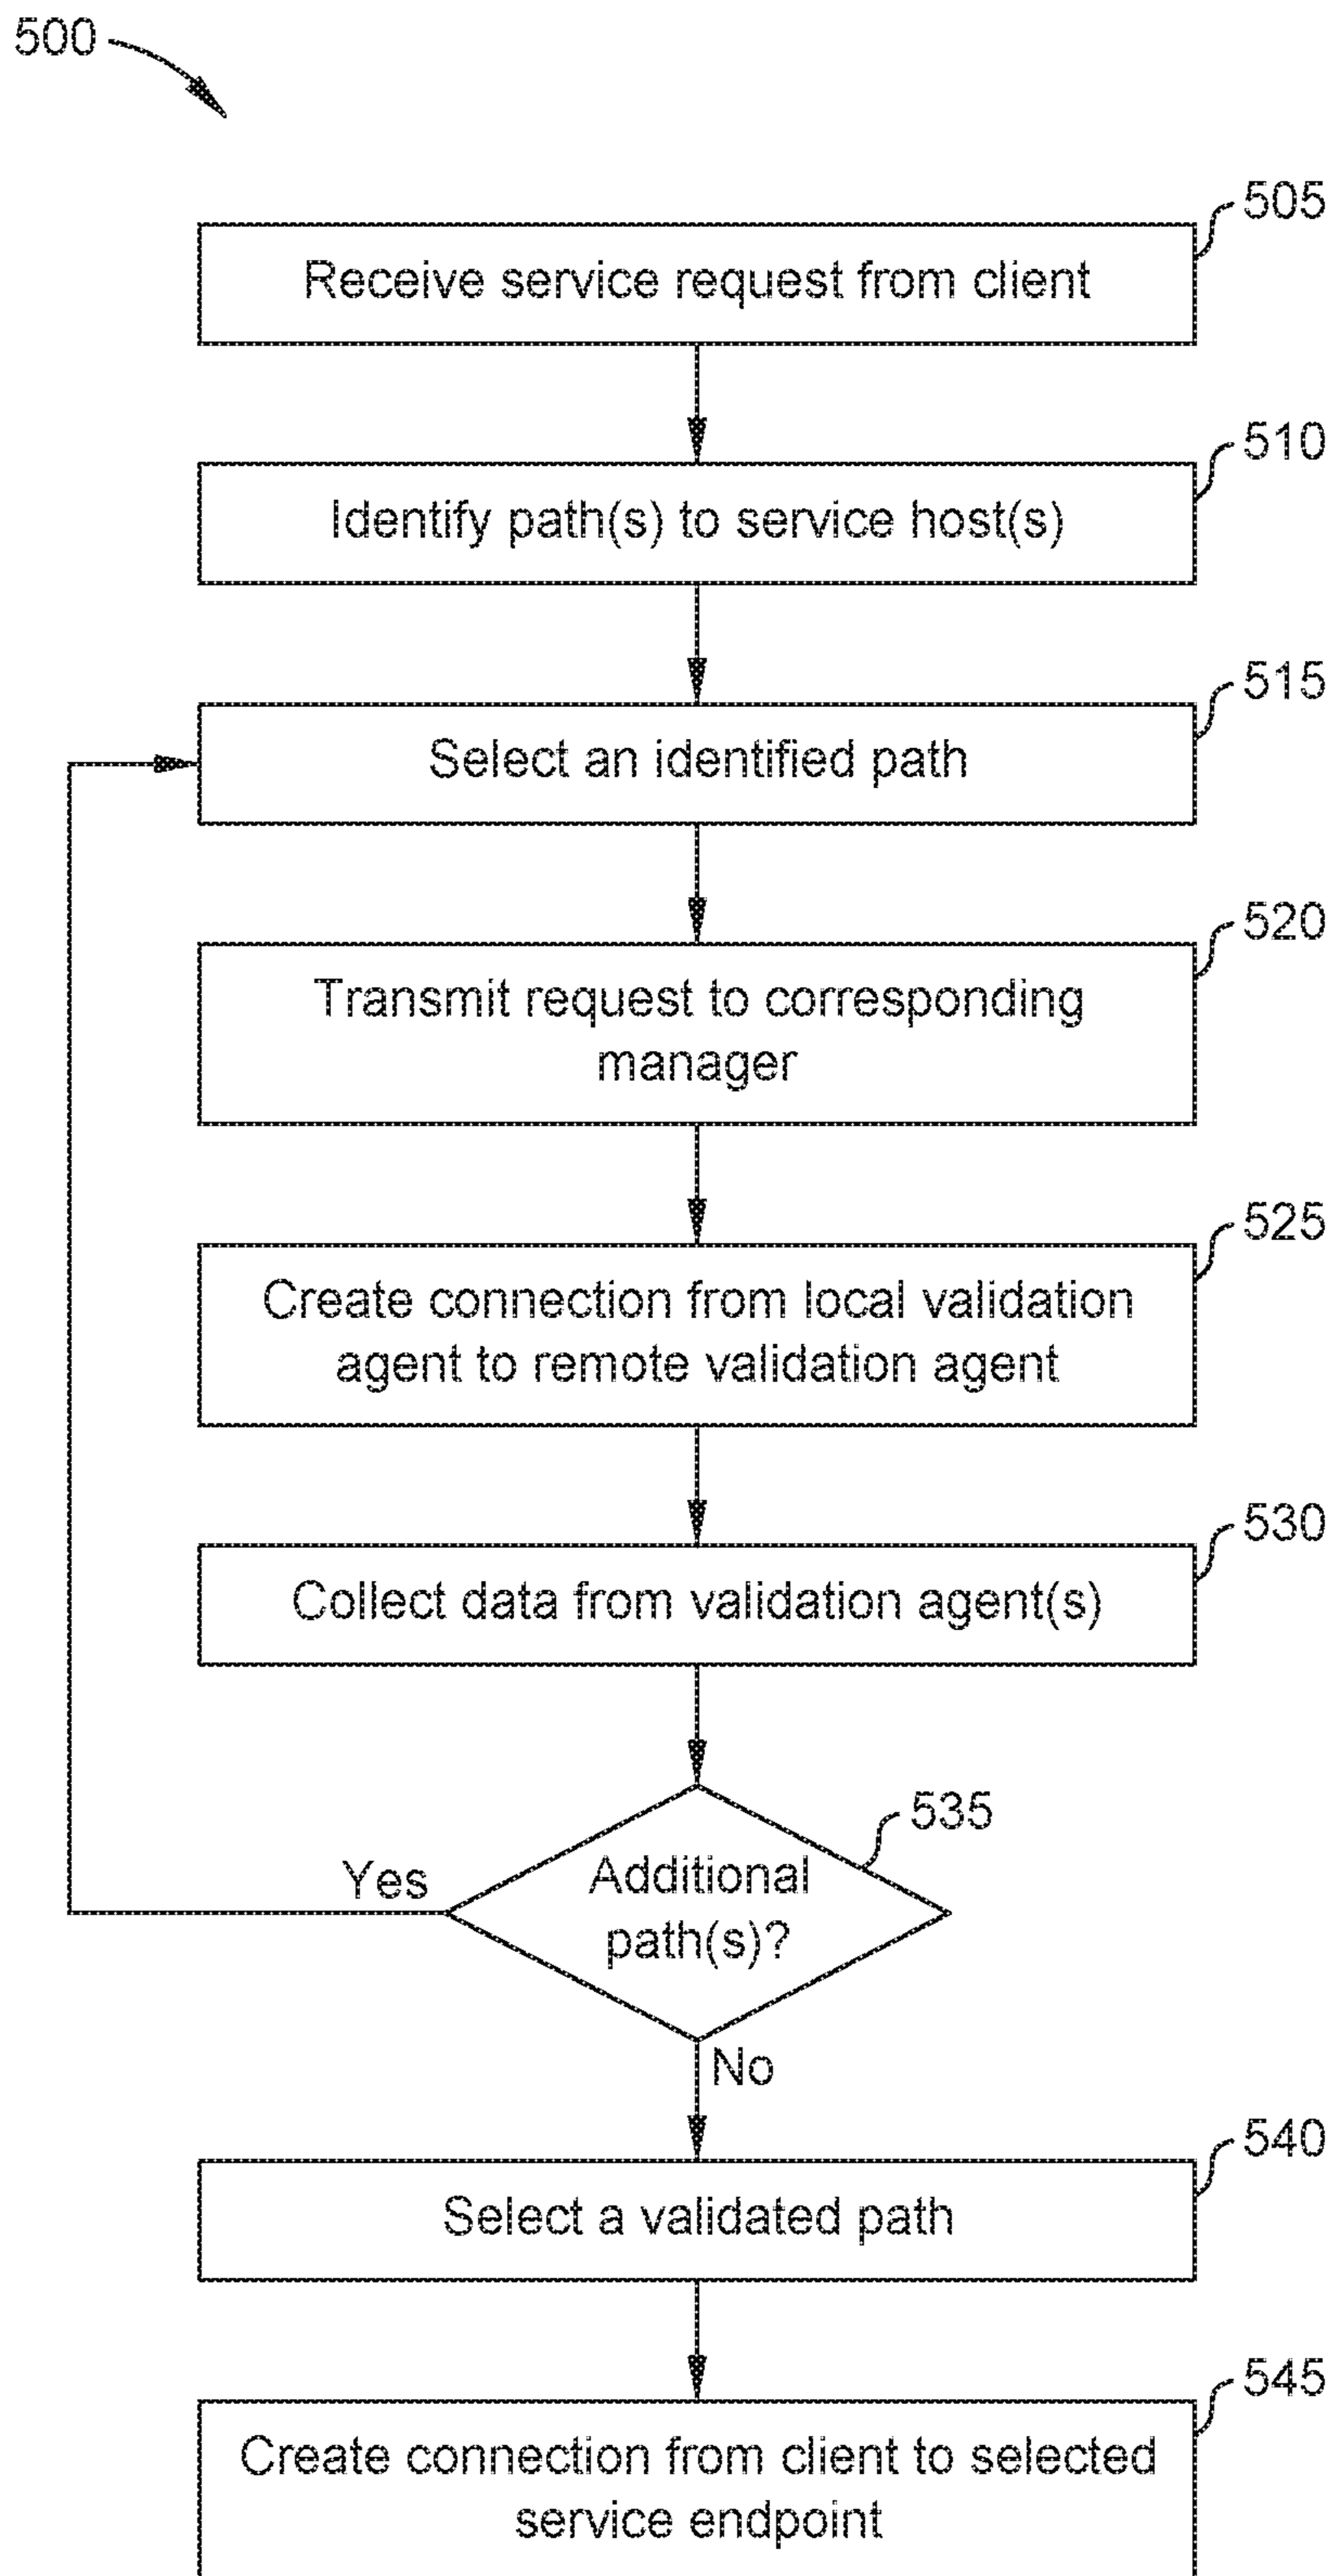 500
505
Receive service request from client
510
Identify path(s) to service host(s)
515
Select an identified path
520
Transmit request to corresponding
manager
525
Create connection from local validation
agent to remote validation agent
530
Collect data from validation agent(s)
535
Additional
path(s)?
Yes
No
540
Select a validated path
545
Create connection from client to selected
service endpoint